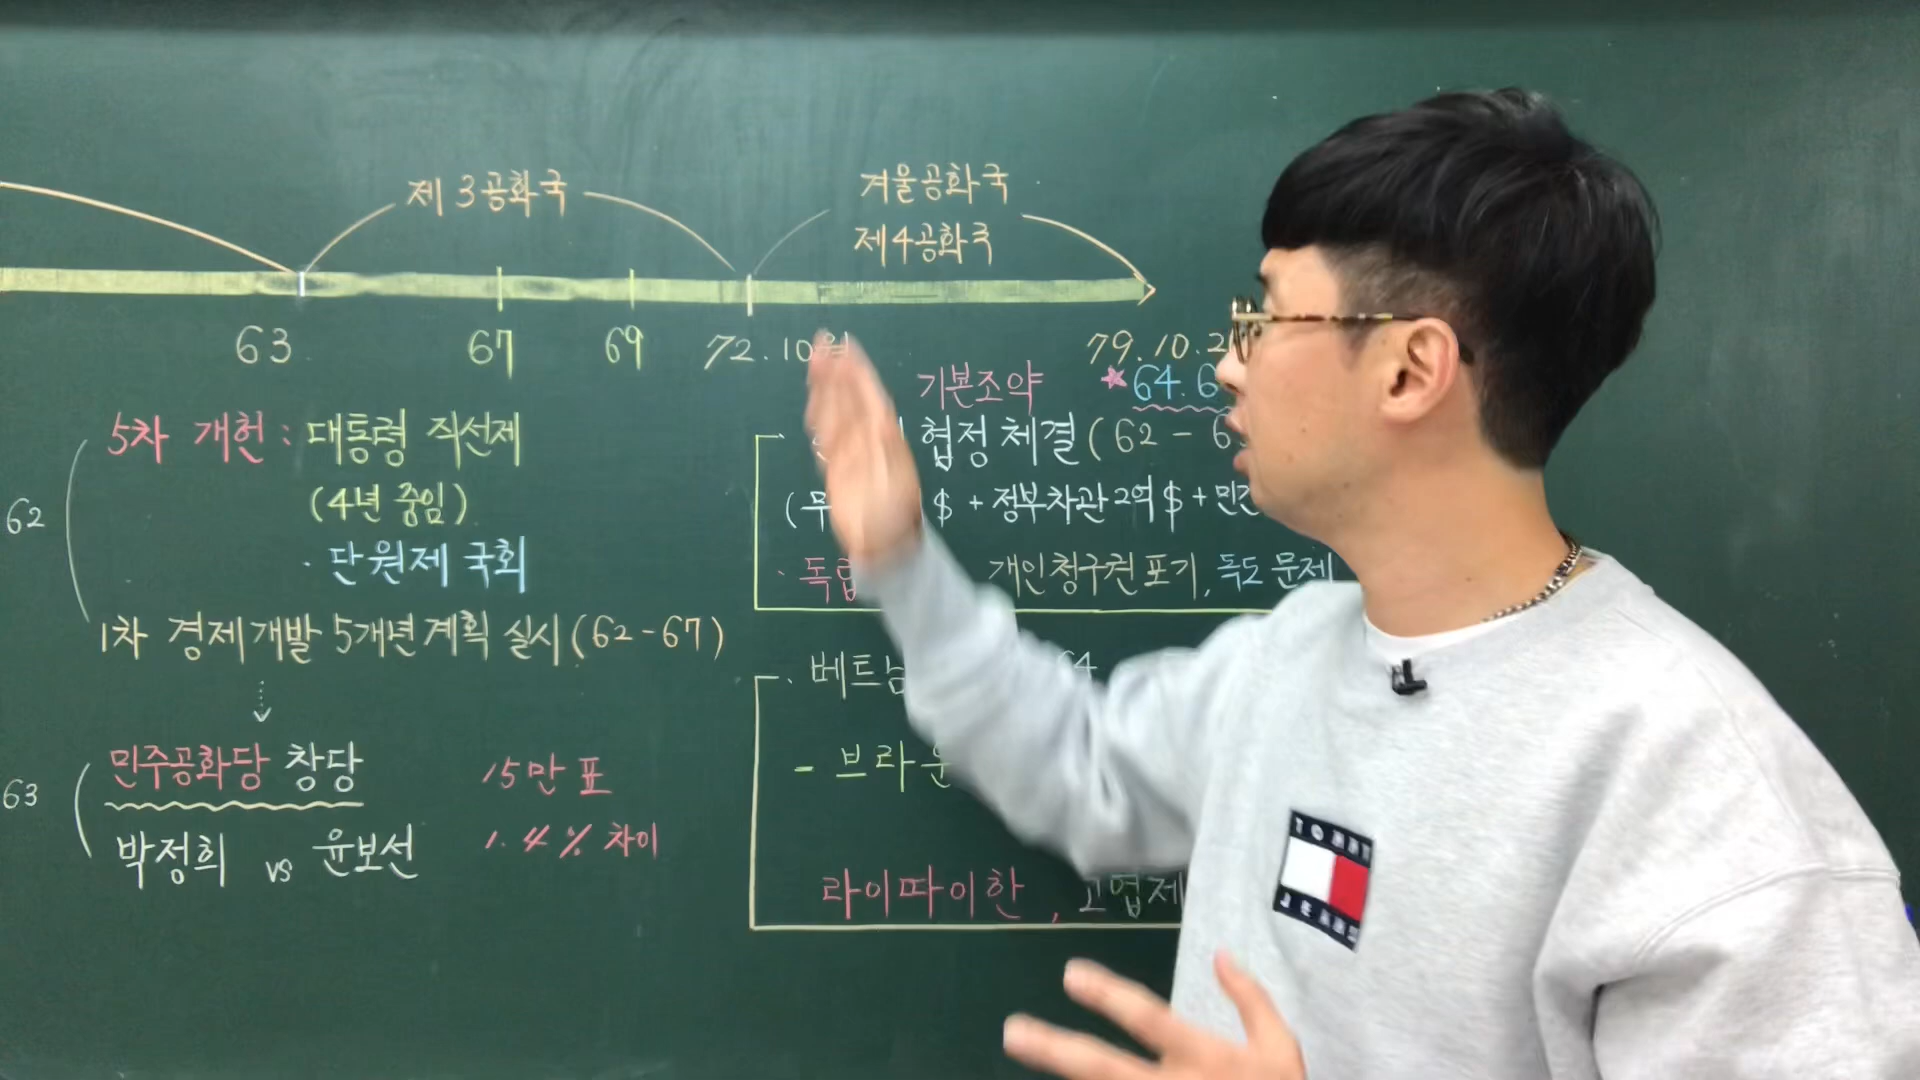 제3공화국
겨울공화국
제4공화국
63
67
69
72.10월
79.10.2
62
5차 개헌 : 대통령 직선제
(4년 중임)
· 단원제 국회
1차 경제개발 5개년계획 실시(62-67)
63
민주공화당 창당
박정희 vs 윤보선
15만 표
1.4% 차이
기본조약
★64.6
협정 체결(62-6
$ + 정부차관 2억$ +
개인청구권 포기, 독도 문제
64
- 브라운
라이따이한,
TOMMY
JEANS